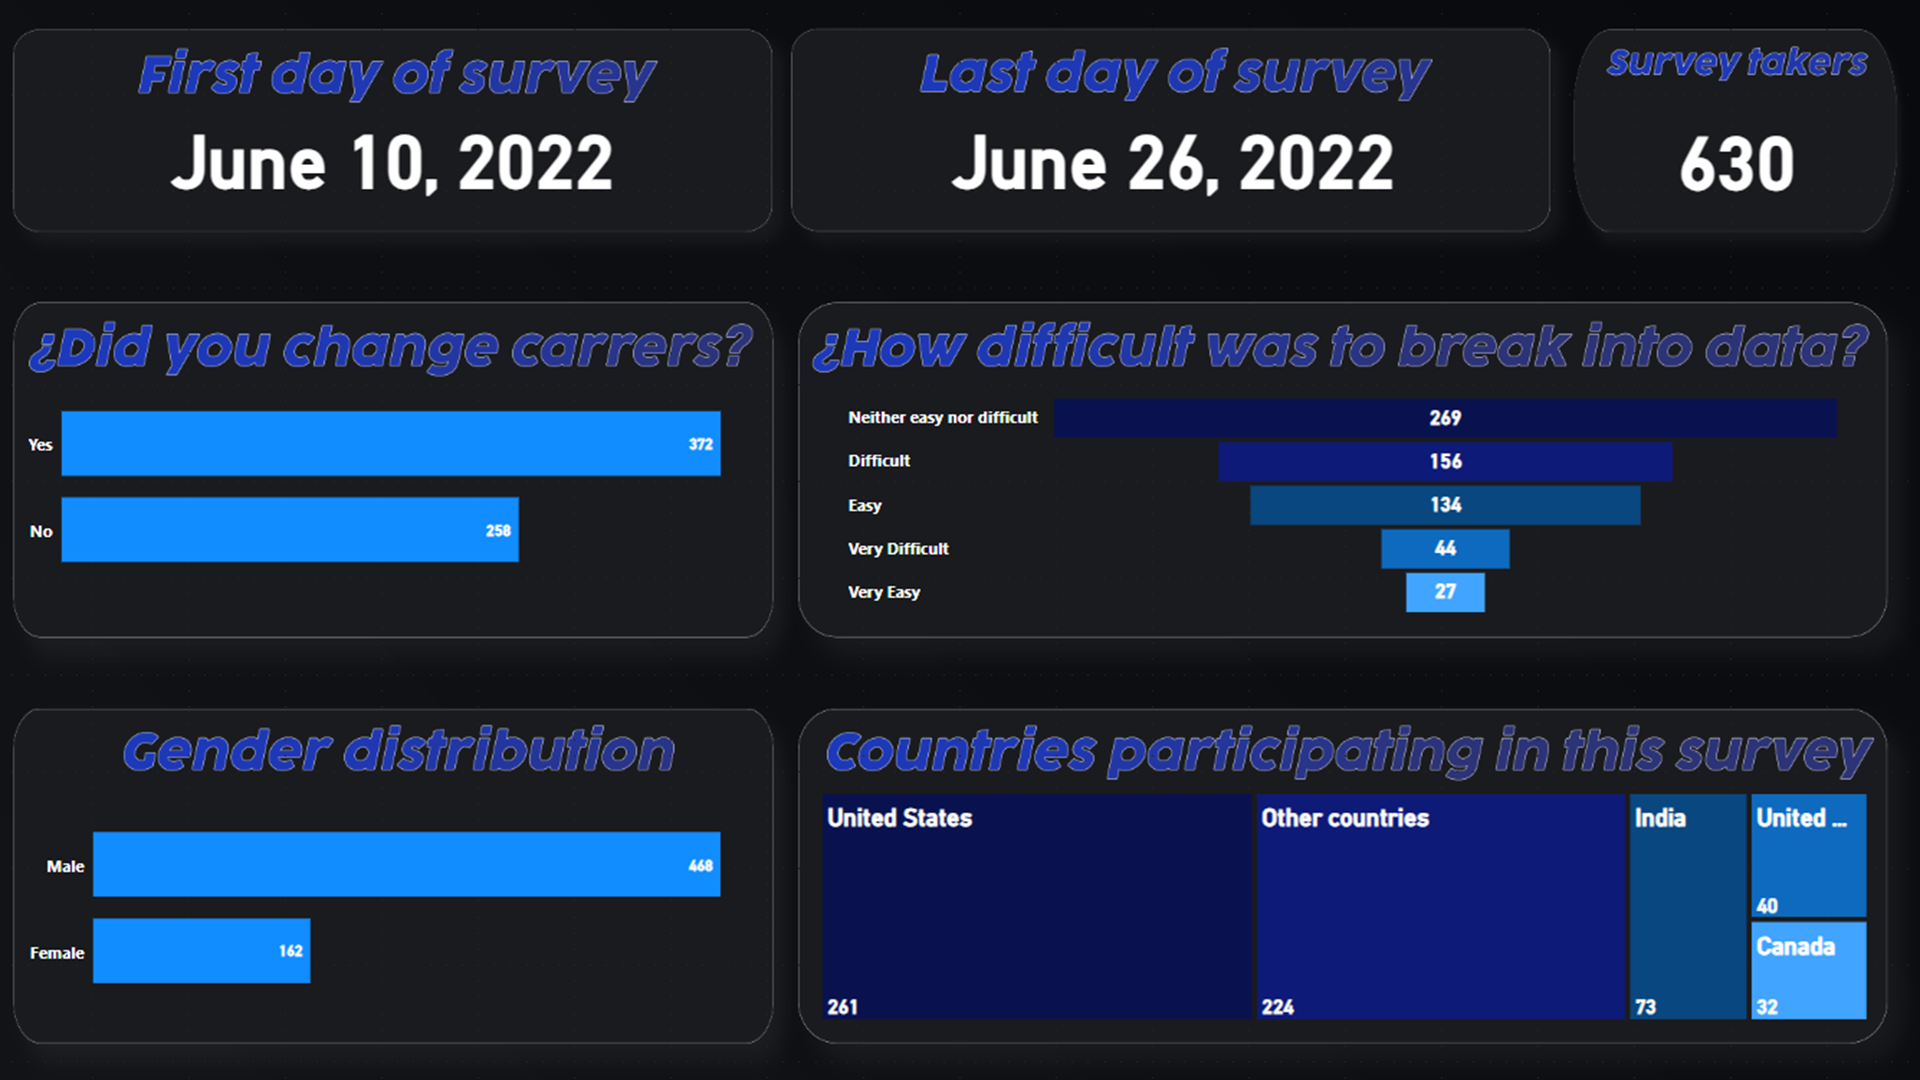 First day of survey
June 10, 2022
Last day of survey
June 26, 2022
Survey takers
630
¿Did you change carrers?
Yes
372
No
258
¿How difficult was to break into data?
Neither easy nor difficult
269
Difficult
156
Easy
134
Very Difficult
44
Very Easy
27
Gender distribution
Male
468
Female
162
Countries participating in this survey
United States
261
Other countries
224
India
73
United ...
40
Canada
32